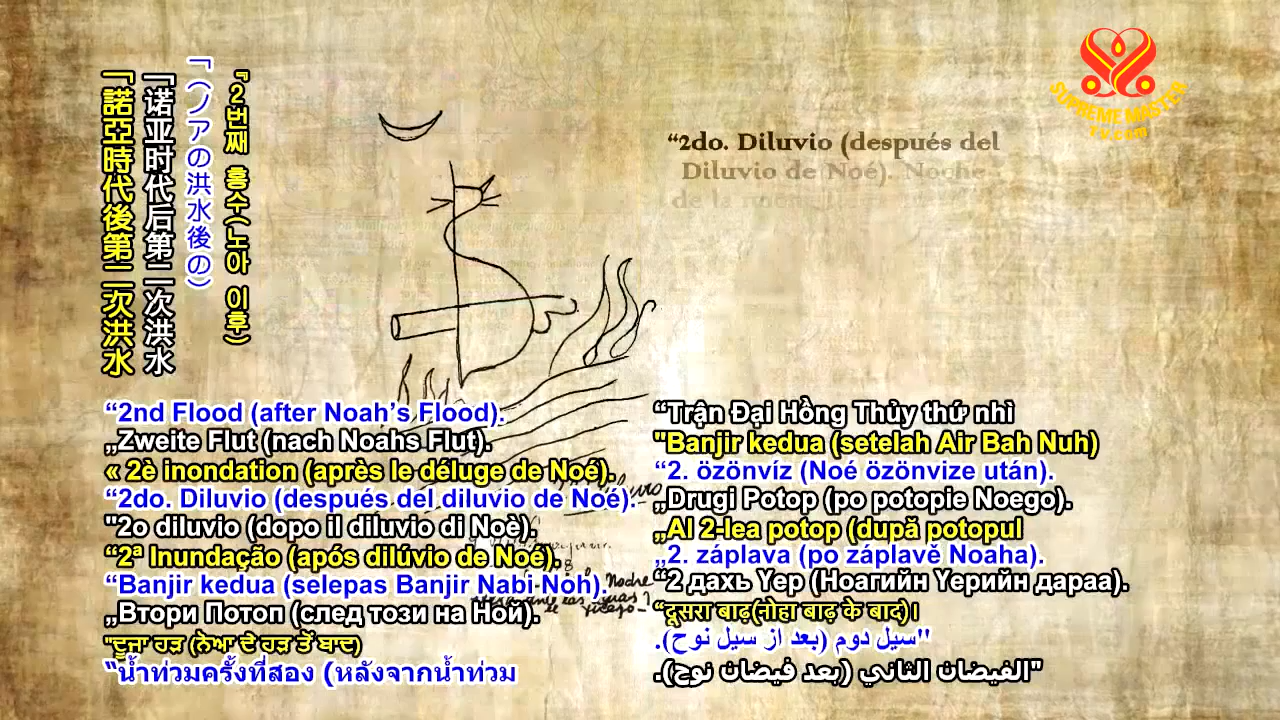 SUPREME MASTER
TV.com
『2번째 홍수(노아 이후)
「(ノアの洪水後の)
「诺亚时代后第二次洪水
「諾亞時代後第二次洪水
“2do. Diluvio (después del
Diluvio de Noé). Noche
de la
“2nd Flood (after Noah’s Flood).
„Zweite Flut (nach Noahs Flut).
« 2è inondation (après le déluge de Noé).
“2do. Diluvio (después del diluvio de Noé).
"2o diluvio (dopo il diluvio di Noè).
“2ª Inundação (após dilúvio de Noé).
“Banjir kedua (selepas Banjir Nabi Noh).
„Втори Потоп (след този на Ной).
"ਦੂਜਾ ਹੜ (ਨੋਆ ਦੇ ਹੜ ਤੋਂ ਬਾਦ)
“น้ำท่วมครั้งที่สอง (หลังจากน้ำท่วม
“Trận Đại Hồng Thủy thứ nhì
"Banjir kedua (setelah Air Bah Nuh)
“2. özönvíz (Noé özönvize után).
„Drugi Potop (po potopie Noego).
„Al 2-lea potop (după potopul
„2. záplava (po záplavě Noaha).
“2 дахь Үер (Ноагийн Үерийн дараа).
“दूसरा बाढ़(नोहा बाढ़ के बाद)।
"سیل دوم (بعد از سیل نوح).
"الفيضان الثاني (بعد فيضان نوح).
Noche